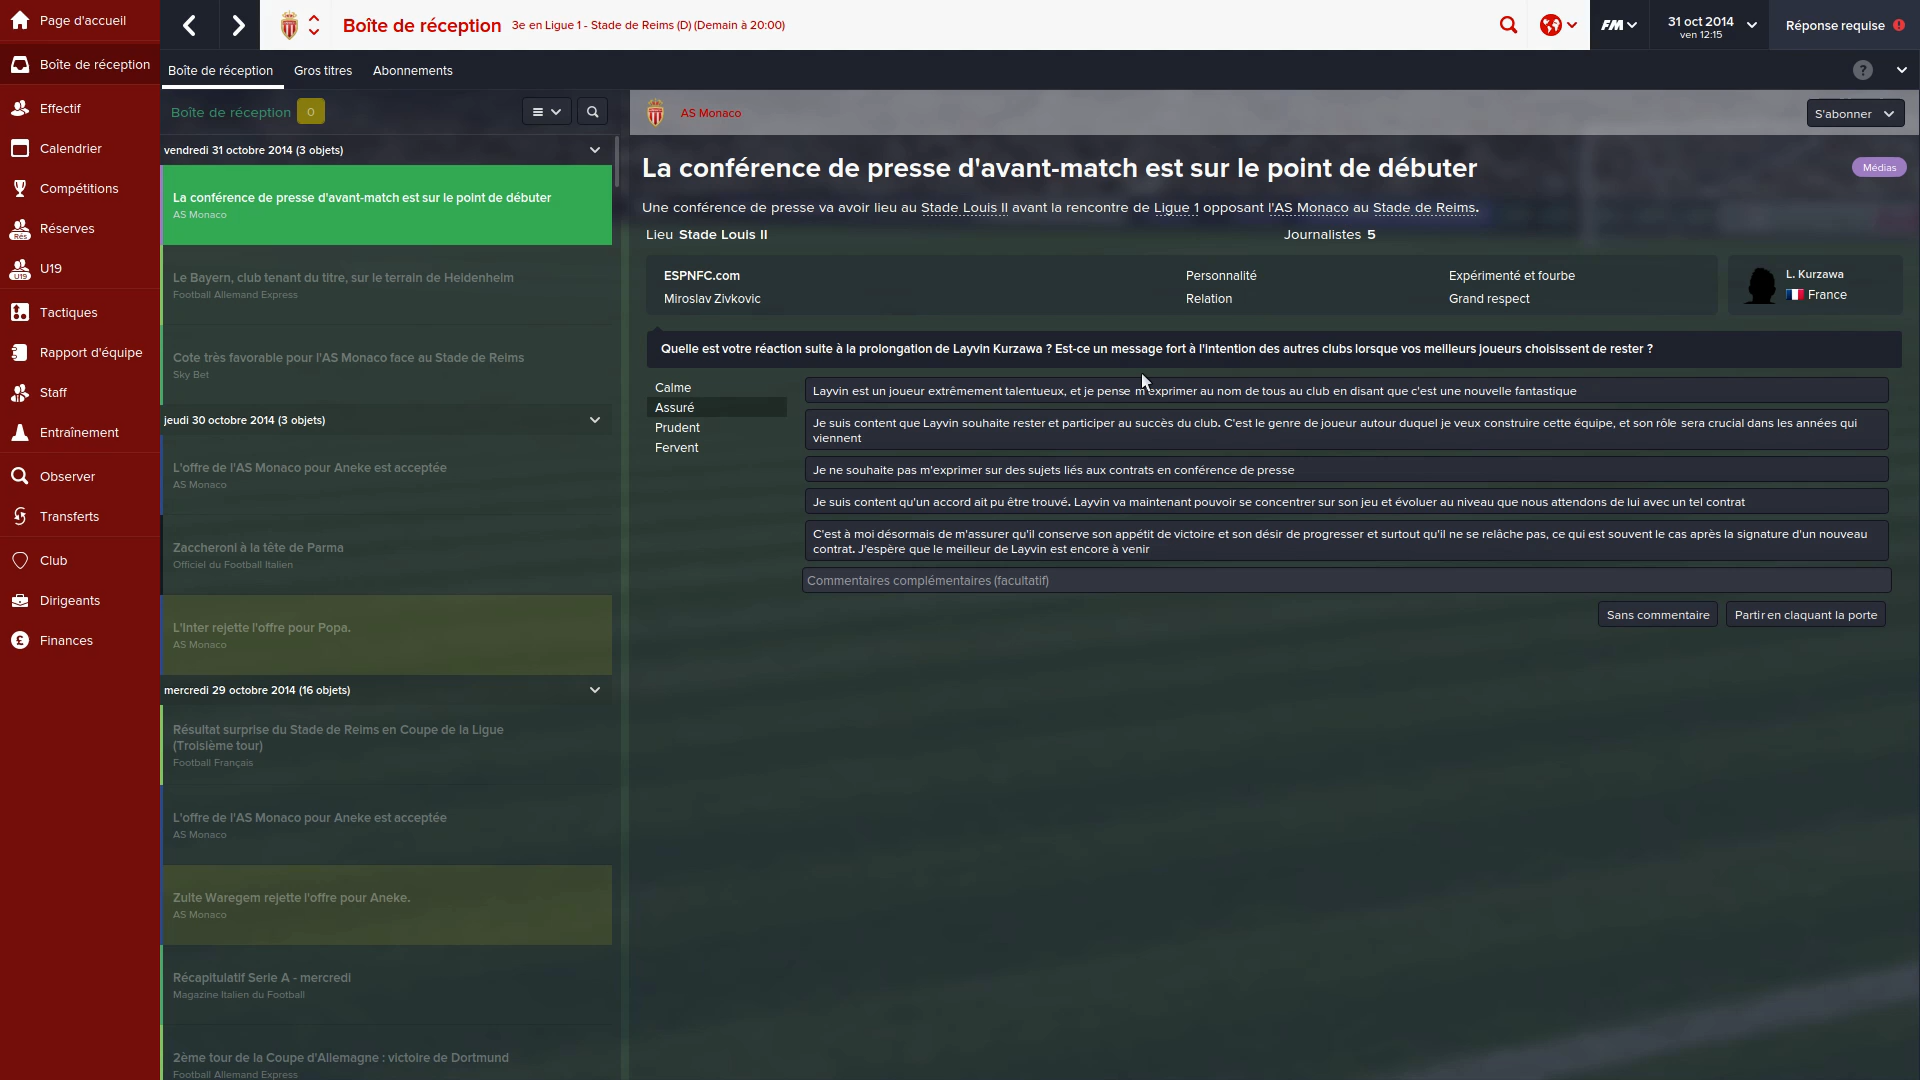 Page d'accueil
Boîte de réception
Effectif
Calendrier
Compétitions
Rés
Réserves
U19
U19
Tactiques
Rapport d'équipe
Staff
Entraînement
Observer
Transferts
Club
Dirigeants
£
Finances
Boîte de réception
3e en Ligue 1 - Stade de Reims (D) (Demain à 20:00)
FM
31 oct 2014
ven 12:15
Réponse requise
Boîte de réception
Gros titres
Abonnements
?
Boîte de réception
0
vendredi 31 octobre 2014 (3 objets)
La conférence de presse d'avant-match est sur le point de débuter
AS Monaco
Le Bayern, club tenant du titre, sur le terrain de Heidenheim
Football Allemand Express
Cote très favorable pour l'AS Monaco face au Stade de Reims
Sky Bet
jeudi 30 octobre 2014 (3 objets)
L'offre de l'AS Monaco pour Aneke est acceptée
AS Monaco
Zaccheroni à la tête de Parma
Officiel du Football Italien
L'Inter rejette l'offre pour Popa.
AS Monaco
mercredi 29 octobre 2014 (16 objets)
Résultat surprise du Stade de Reims en Coupe de la Ligue
(Troisième tour)
Football Français
L'offre de l'AS Monaco pour Aneke est acceptée
AS Monaco
Zulte Waregem rejette l'offre pour Aneke.
AS Monaco
Récapitulatif Serie A - mercredi
Magazine Italien du Football
2ème tour de la Coupe d'Allemagne : victoire de Dortmund
Football Allemand Express
AS Monaco
S'abonner
La conférence de presse d'avant-match est sur le point de débuter
Médias
Une conférence de presse va avoir lieu au Stade Louis II avant la rencontre de Ligue 1 opposant l'AS Monaco au Stade de Reims.
Lieu Stade Louis II
Journalistes 5
ESPNFC.com
Personnalité
Expérimenté et fourbe
Miroslav Zivkovic
Relation
Grand respect
L. Kurzawa
France
Quelle est votre réaction suite à la prolongation de Layvin Kurzawa ? Est-ce un message fort à l'intention des autres clubs lorsque vos meilleurs joueurs choisissent de rester ?
Calme
Assuré
Prudent
Fervent
Layvin est un joueur extrêmement talentueux, et je pense m'exprimer au nom de tous au club en disant que c'est une nouvelle fantastique
Je suis content que Layvin souhaite rester et participer au succès du club. C'est le genre de joueur autour duquel je veux construire cette équipe, et son rôle sera crucial dans les années qui
viennent
Je ne souhaite pas m'exprimer sur des sujets liés aux contrats en conférence de presse
Je suis content qu'un accord ait pu être trouvé. Layvin va maintenant pouvoir se concentrer sur son jeu et évoluer au niveau que nous attendons de lui avec un tel contrat
C'est à moi désormais de m'assurer qu'il conserve son appétit de victoire et son désir de progresser et surtout qu'il ne se relâche pas, ce qui est souvent le cas après la signature d'un nouveau
contrat. J'espère que le meilleur de Layvin est encore à venir
Commentaires complémentaires (facultatif)
Sans commentaire
Partir en claquant la porte